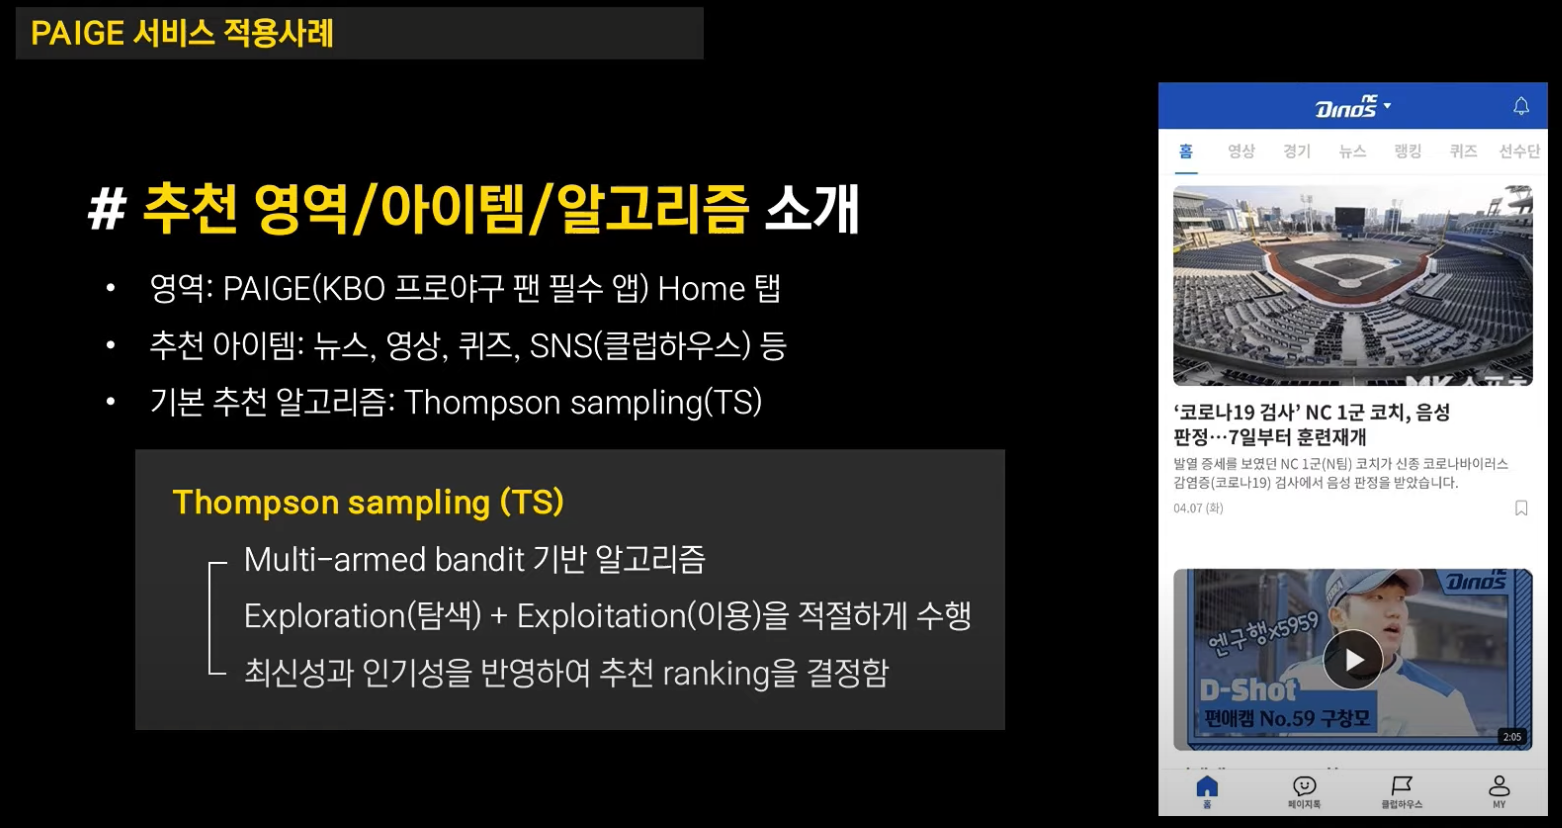 PAIGE 서비스 적용사례
# 추천 영역/아이템/알고리즘 소개
• 영역: PAIGE(KBO 프로야구 팬 필수 앱) Home 탭
• 추천 아이템: 뉴스, 영상, 퀴즈, SNS(클럽하우스) 등
• 기본 추천 알고리즘: Thompson sampling(TS)
Thompson sampling (TS)
Multi-armed bandit 기반 알고리즘
Exploration(탐색) + Exploitation(이용)을 적절하게 수행
최신성과 인기성을 반영하여 추천 ranking을 결정함
NC DINOS
홈 영상 경기 뉴스 랭킹 퀴즈 선수단
MK스포츠
‘코로나19 검사’ NC 1군 코치, 음성
판정…7일부터 훈련재개
발열 증세를 보였던 NC 1군(N팀) 코치가 신종 코로나바이러스
감염증(코로나19) 검사에서 음성 판정을 받았습니다.
04.07 (화)
NC DINOS
엔구행x5959
D-Shot
편애캠 No.59 구창모
2:05
홈 페이지톡 클럽하우스 MY